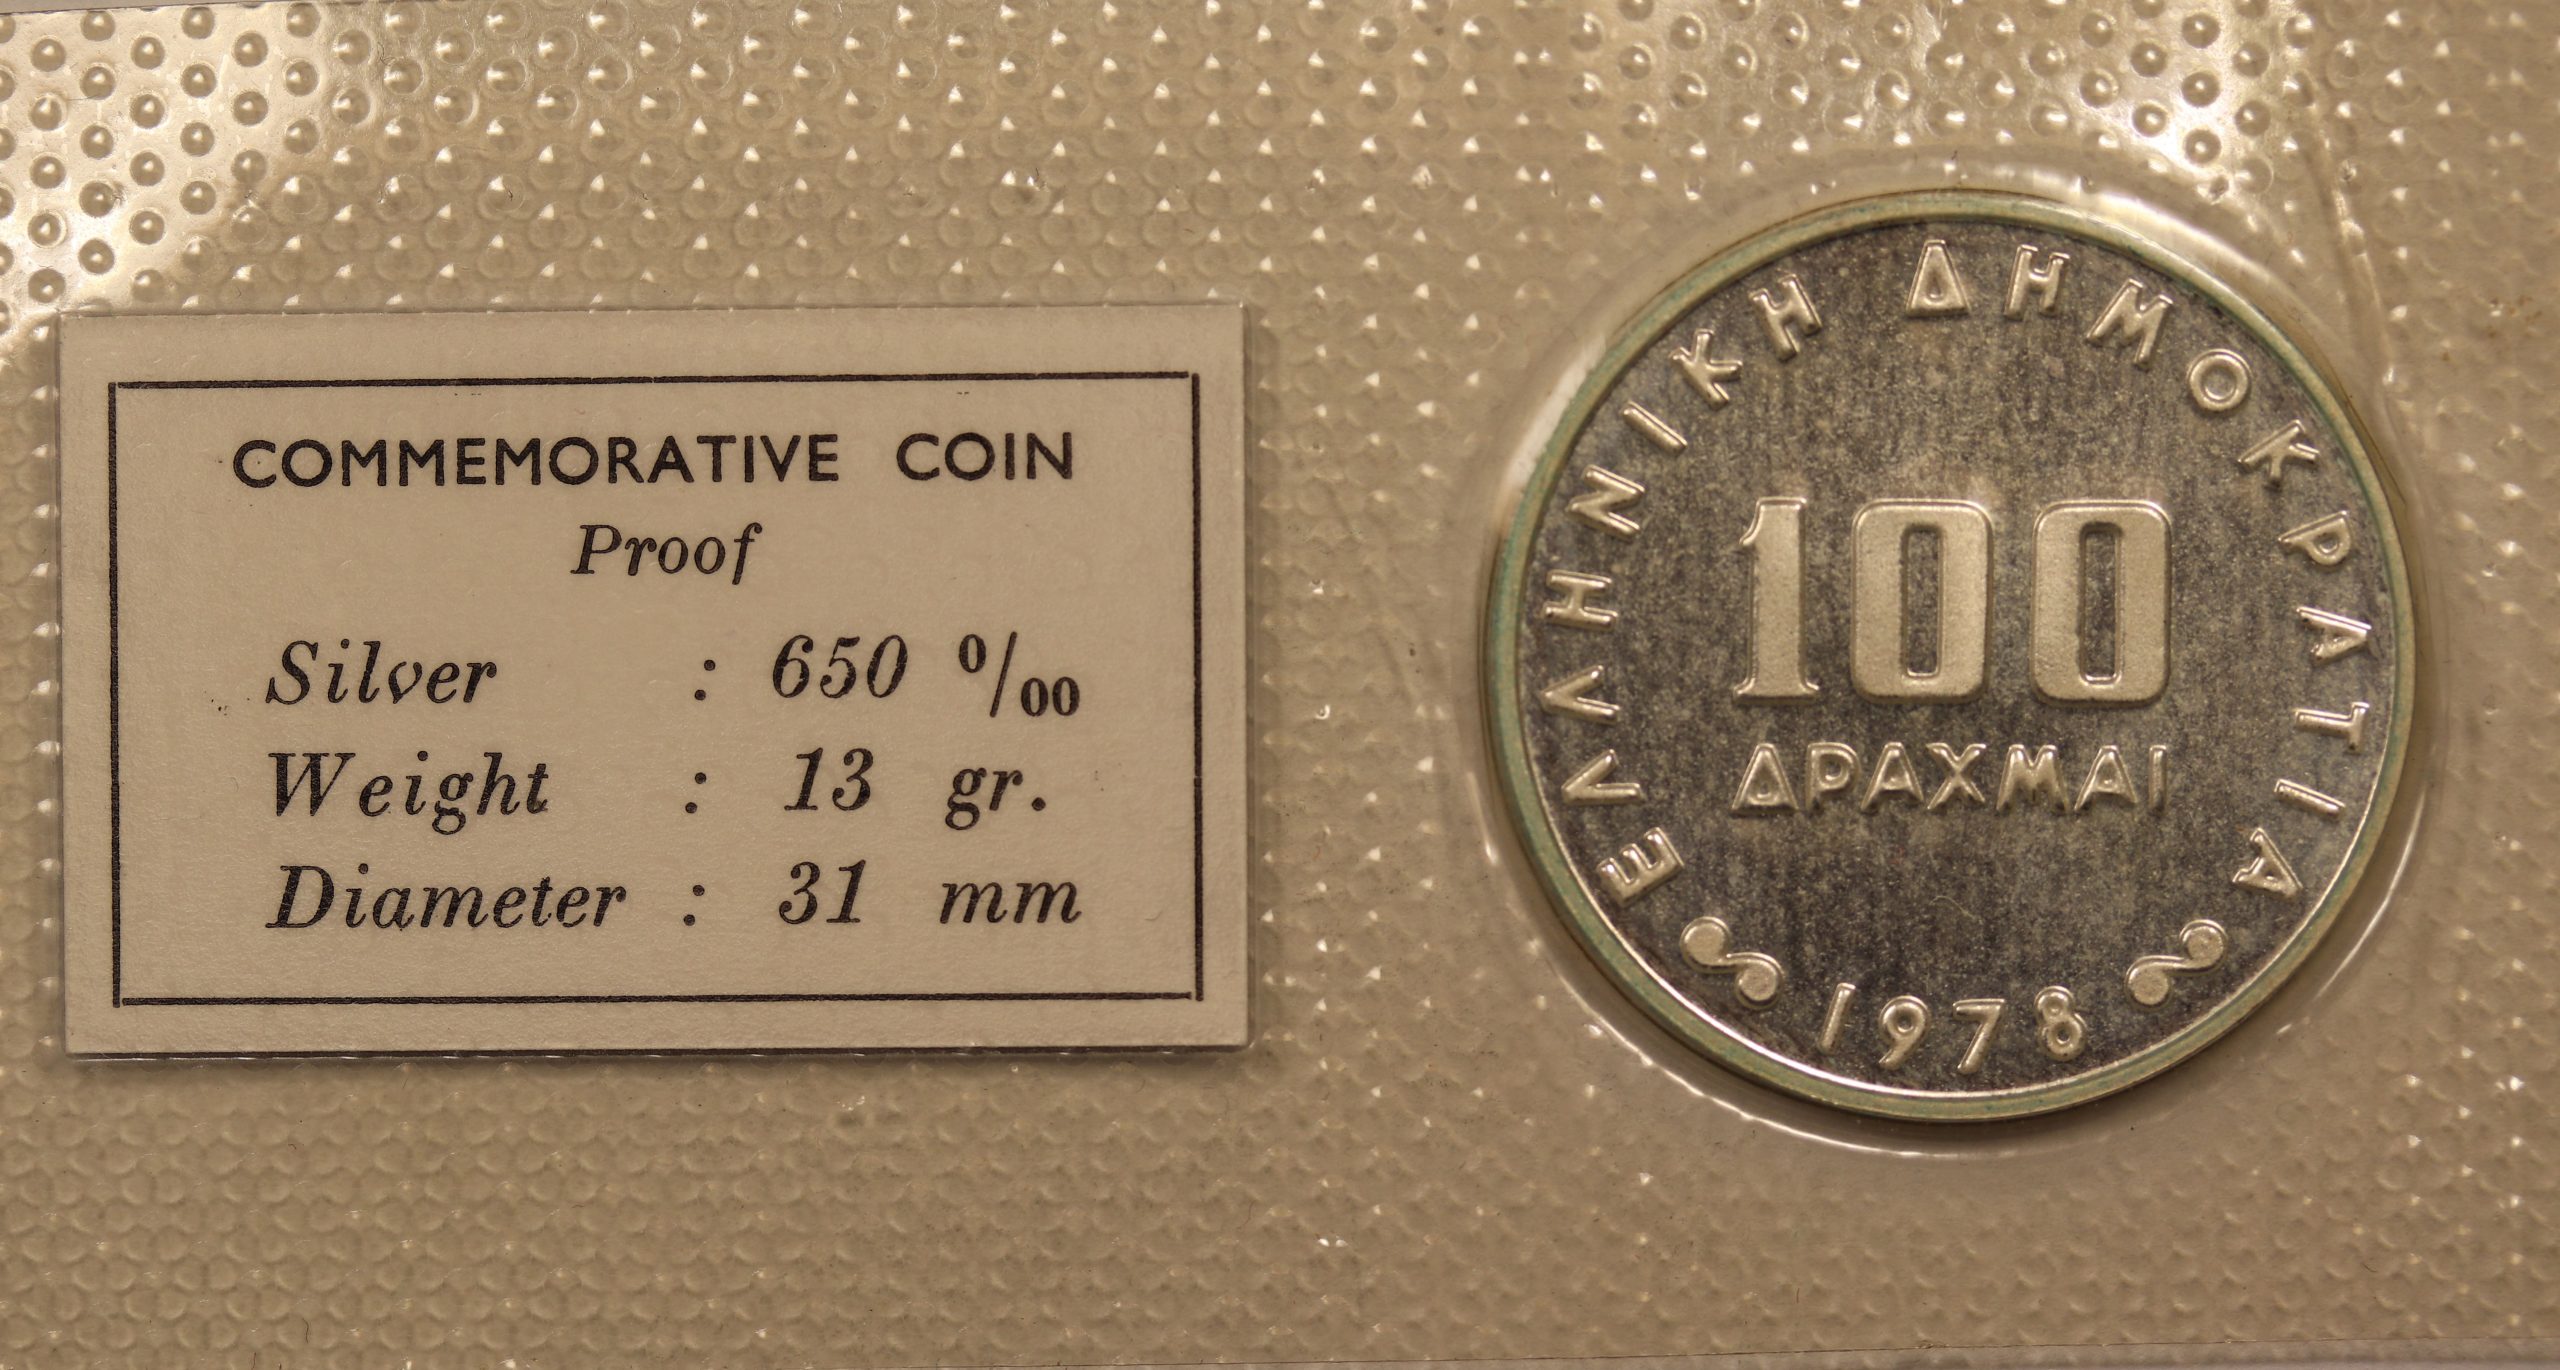 COMMEMORATIVE COIN
Proof
Silver : 650 ‰
Weight : 13 gr.
Diameter : 31 mm
ΕΛΛΗΝΙΚΗ ΔΗΜΟΚΡΑΤΙΑ
100
ΔΡΑΧΜΑΙ
1978